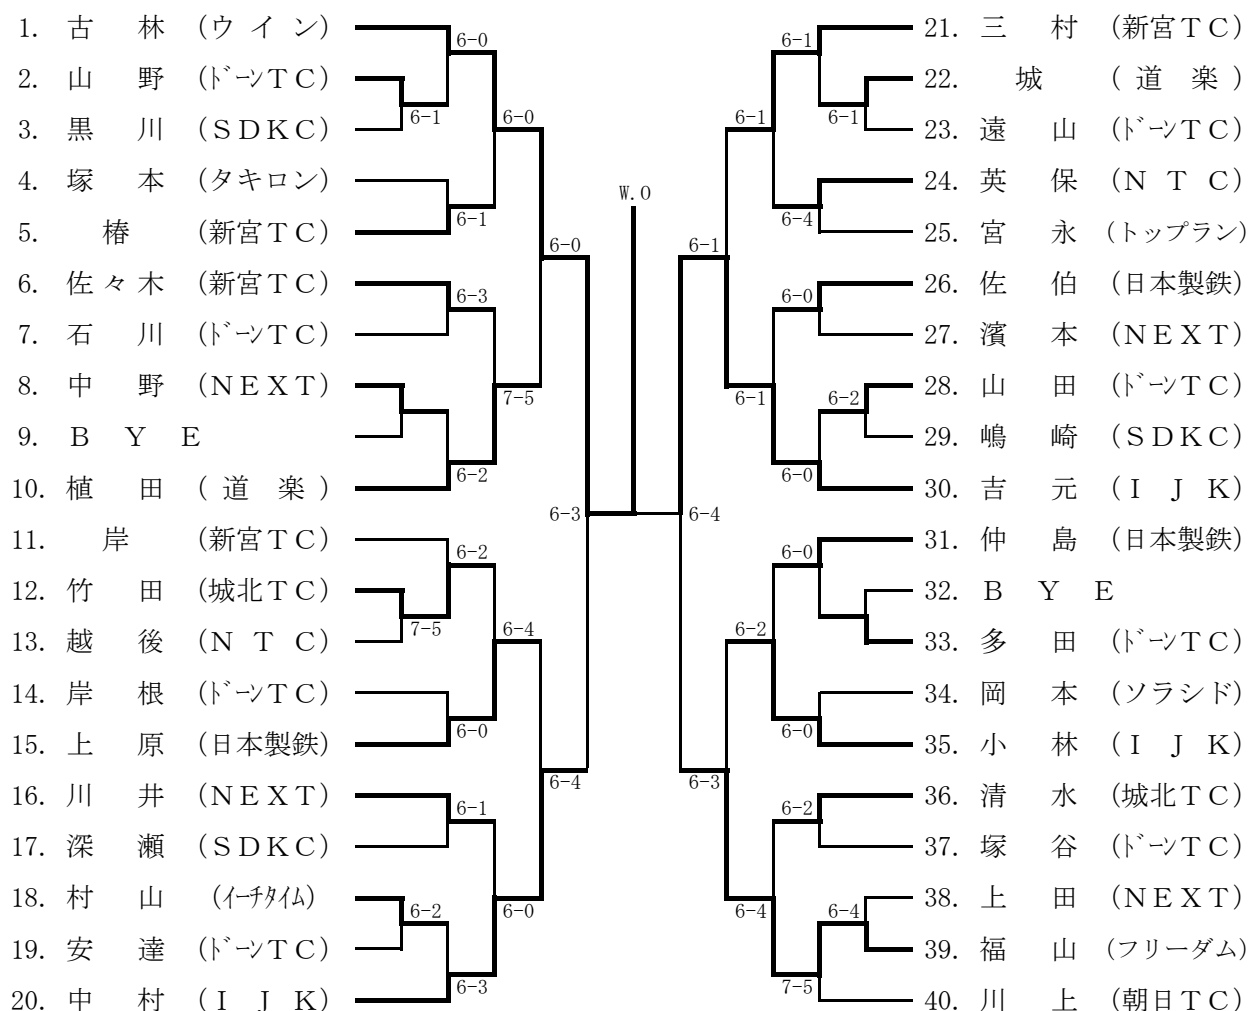 1. 古　林 (ウ イ ン)
2. 山　野 (ﾄﾞｰﾝTC)
3. 黒　川 (SDKC)
4. 塚　本 (タキロン)
5. 椿 (新宮TC)
6. 佐々木 (新宮TC)
7. 石　川 (ﾄﾞｰﾝTC)
8. 中　野 (NEXT)
9. B Y E
10. 植　田 ( 道　楽 )
11. 岸 (新宮TC)
12. 竹　田 (城北TC)
13. 越　後 (N T C)
14. 岸　根 (ﾄﾞｰﾝTC)
15. 上　原 (日本製鉄)
16. 川　井 (NEXT)
17. 深　瀬 (SDKC)
18. 村　山 (ｲｰﾁﾀｲﾑ)
19. 安　達 (ﾄﾞｰﾝTC)
20. 中　村 (I J K)
6-0
6-1
6-0
6-1
6-0
6-3
7-5
6-2
6-3
6-2
7-5
6-4
6-0
6-4
6-1
6-2
6-0
6-3
W.O
6-1
6-1
6-1
6-4
6-1
6-0
6-1
6-2
6-0
6-4
6-0
6-2
6-0
6-3
6-2
6-4
6-4
7-5
21. 三　村 (新宮TC)
22. 城 ( 道　楽 )
23. 遠　山 (ﾄﾞｰﾝTC)
24. 英　保 (N T C)
25. 宮　永 (トップラン)
26. 佐　伯 (日本製鉄)
27. 濱　本 (NEXT)
28. 山　田 (ﾄﾞｰﾝTC)
29. 嶋　崎 (SDKC)
30. 吉　元 (I J K)
31. 仲　島 (日本製鉄)
32. B Y E
33. 多　田 (ﾄﾞｰﾝTC)
34. 岡　本 (ソラシド)
35. 小　林 (I J K)
36. 清　水 (城北TC)
37. 塚　谷 (ﾄﾞｰﾝTC)
38. 上　田 (NEXT)
39. 福　山 (フリーダム)
40. 川　上 (朝日TC)